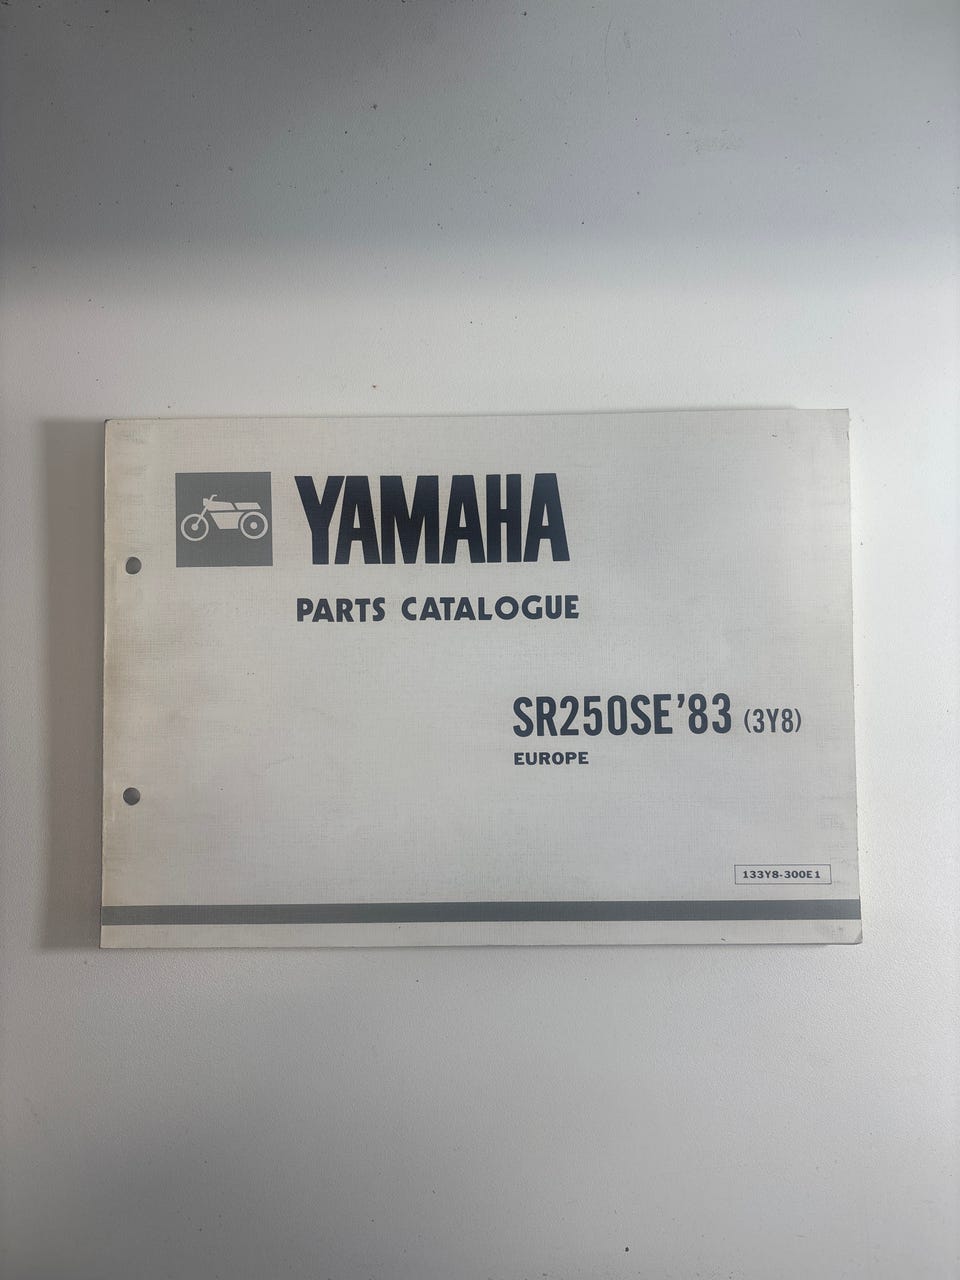 YAMAHA
PARTS CATALOGUE
SR250SE'83 (3Y8)
EUROPE
133Y8-300E1